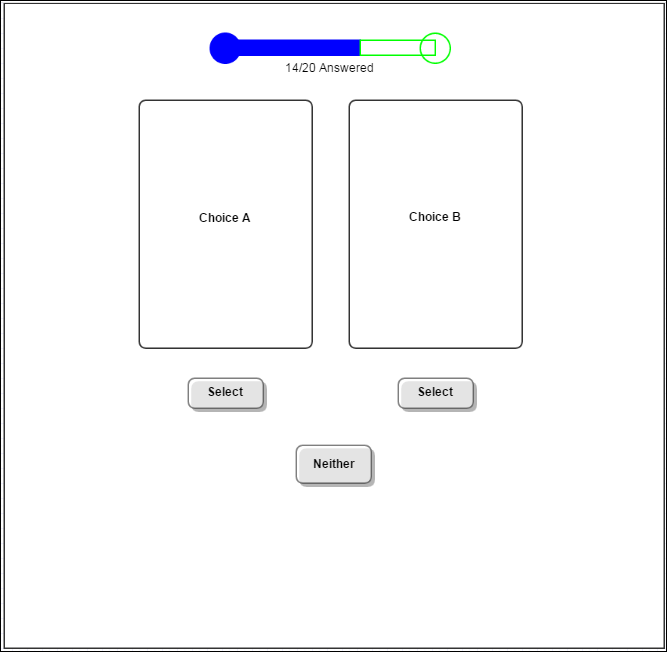 14/20 Answered
Choice A
Choice B
Select
Select
Neither